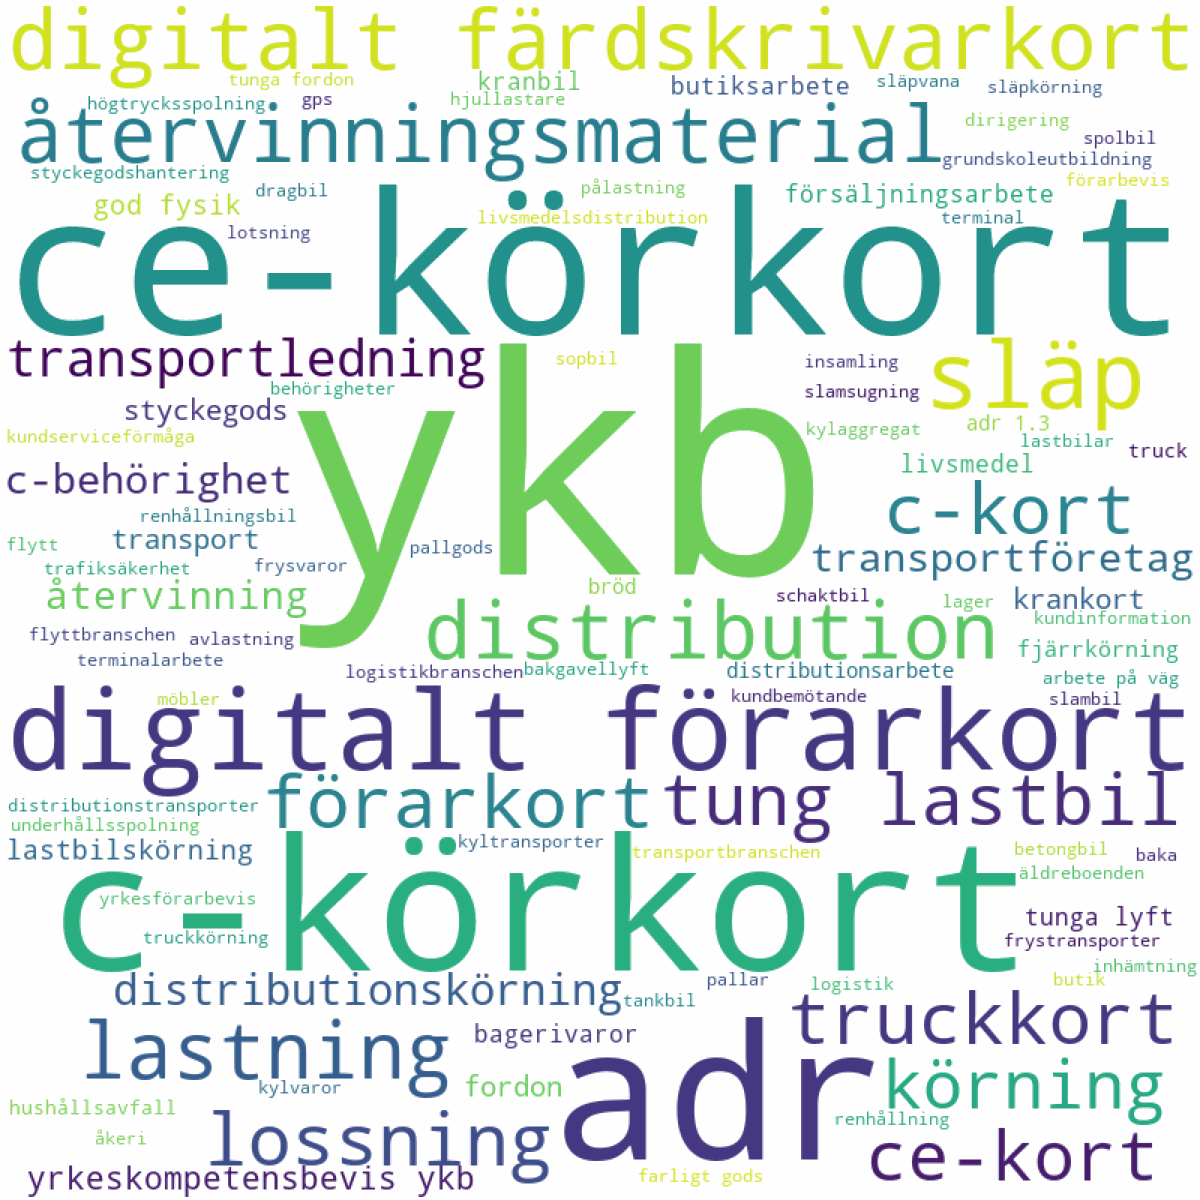 digitalt färdskrivarkort
tunga fordon
kranbil
butiksarbete
släpvana
släpkörning
högtrycksspolning
gps
hjullastare
återvinningsmaterial
dirigering
spolbil
grundskoleutbildning
styckegodshantering
dragbil
pålastning
försäljningsarbete
förarbevis
god fysik
livsmedelsdistribution
terminal
lotsning
ce-körkort
transportledning
sopbil
insamling
släp
behörigheter
slamsugning
styckegods
ykb
adr 1.3
kundserviceförmåga
kylaggregat
lastbilar
truck
c-behörighet
livsmedel
c-kort
renhållningsbil
flytt
transport
pallgods
transportföretag
trafiksäkerhet
frysvaror
återvinning
bröd
schaktbil
lager
krankort
distribution
kundinformation
flyttbranschen
avlastning
fjärrkörning
terminalarbete
logistikbranschen
bakgavellyft
distributionsarbete
arbete på väg
möbler
kundbemötande
slambil
digitalt förarkort
distributionstransporter
förarkort
tung lastbil
underhållsspolning
lastbilskörning
kyltransporter
transportbranschen
betongbil
baka
c-körkort
äldreboenden
yrkesförarbevis
tunga lyft
truckkörning
frystransporter
inhämtning
distributionskörning
tankbil
pallar
logistik
butik
truckkort
lastning
bagerivaror
adr
kylvaror
fordon
körning
hushållsavfall
renhållning
åkeri
lossning
ce-kort
yrkeskompetensbevis ykb
farligt gods